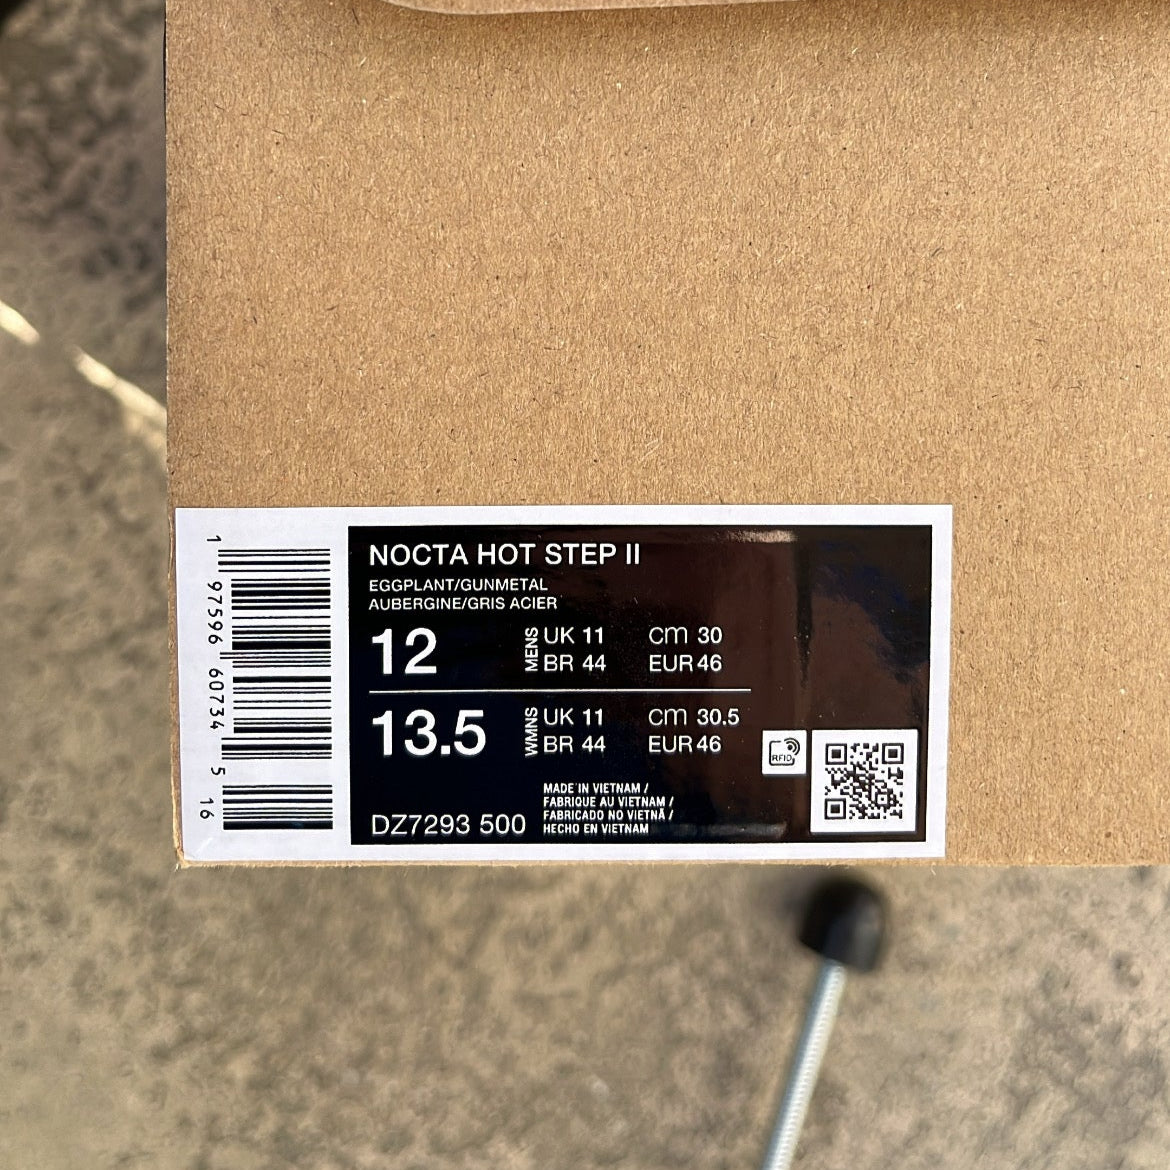 NOCTA HOT STEP II
EGGPLANT/GUNMETAL
AUBERGINE/GRIS ACIER
12 MENS UK 11 CM 30
BR 44 EUR 46
13.5 WMNS UK 11 CM 30.5
BR 44 EUR 46
MADE IN VIETNAM /
FABRIQUE AU VIETNAM /
FABRICADO NO VIETNÃ /
HECHO EN VIETNAM
DZ7293 500
RFID
1 97596 60734 5 16